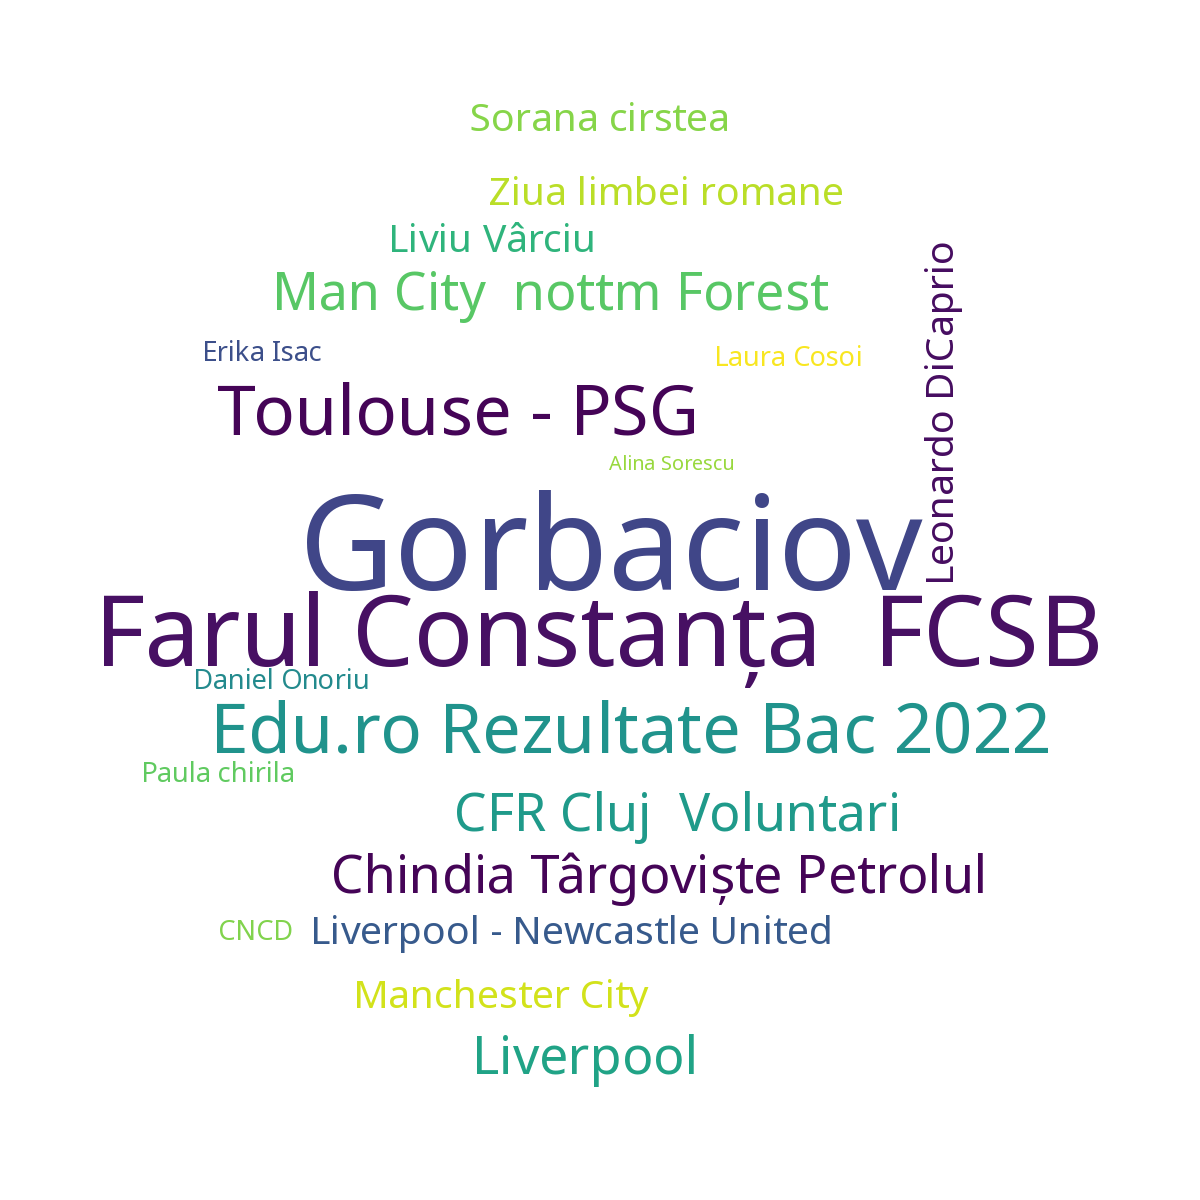 Sorana cirstea
Ziua limbei romane
Liviu Vârciu
Man City  nottm Forest
Leonardo DiCaprio
Erika Isac
Laura Cosoi
Toulouse - PSG
Alina Sorescu
Gorbaciov
Farul Constanța  FCSB
Daniel Onoriu
Edu.ro Rezultate Bac 2022
Paula chirila
CFR Cluj  Voluntari
Chindia Târgoviște Petrolul
CNCD
Liverpool - Newcastle United
Manchester City
Liverpool